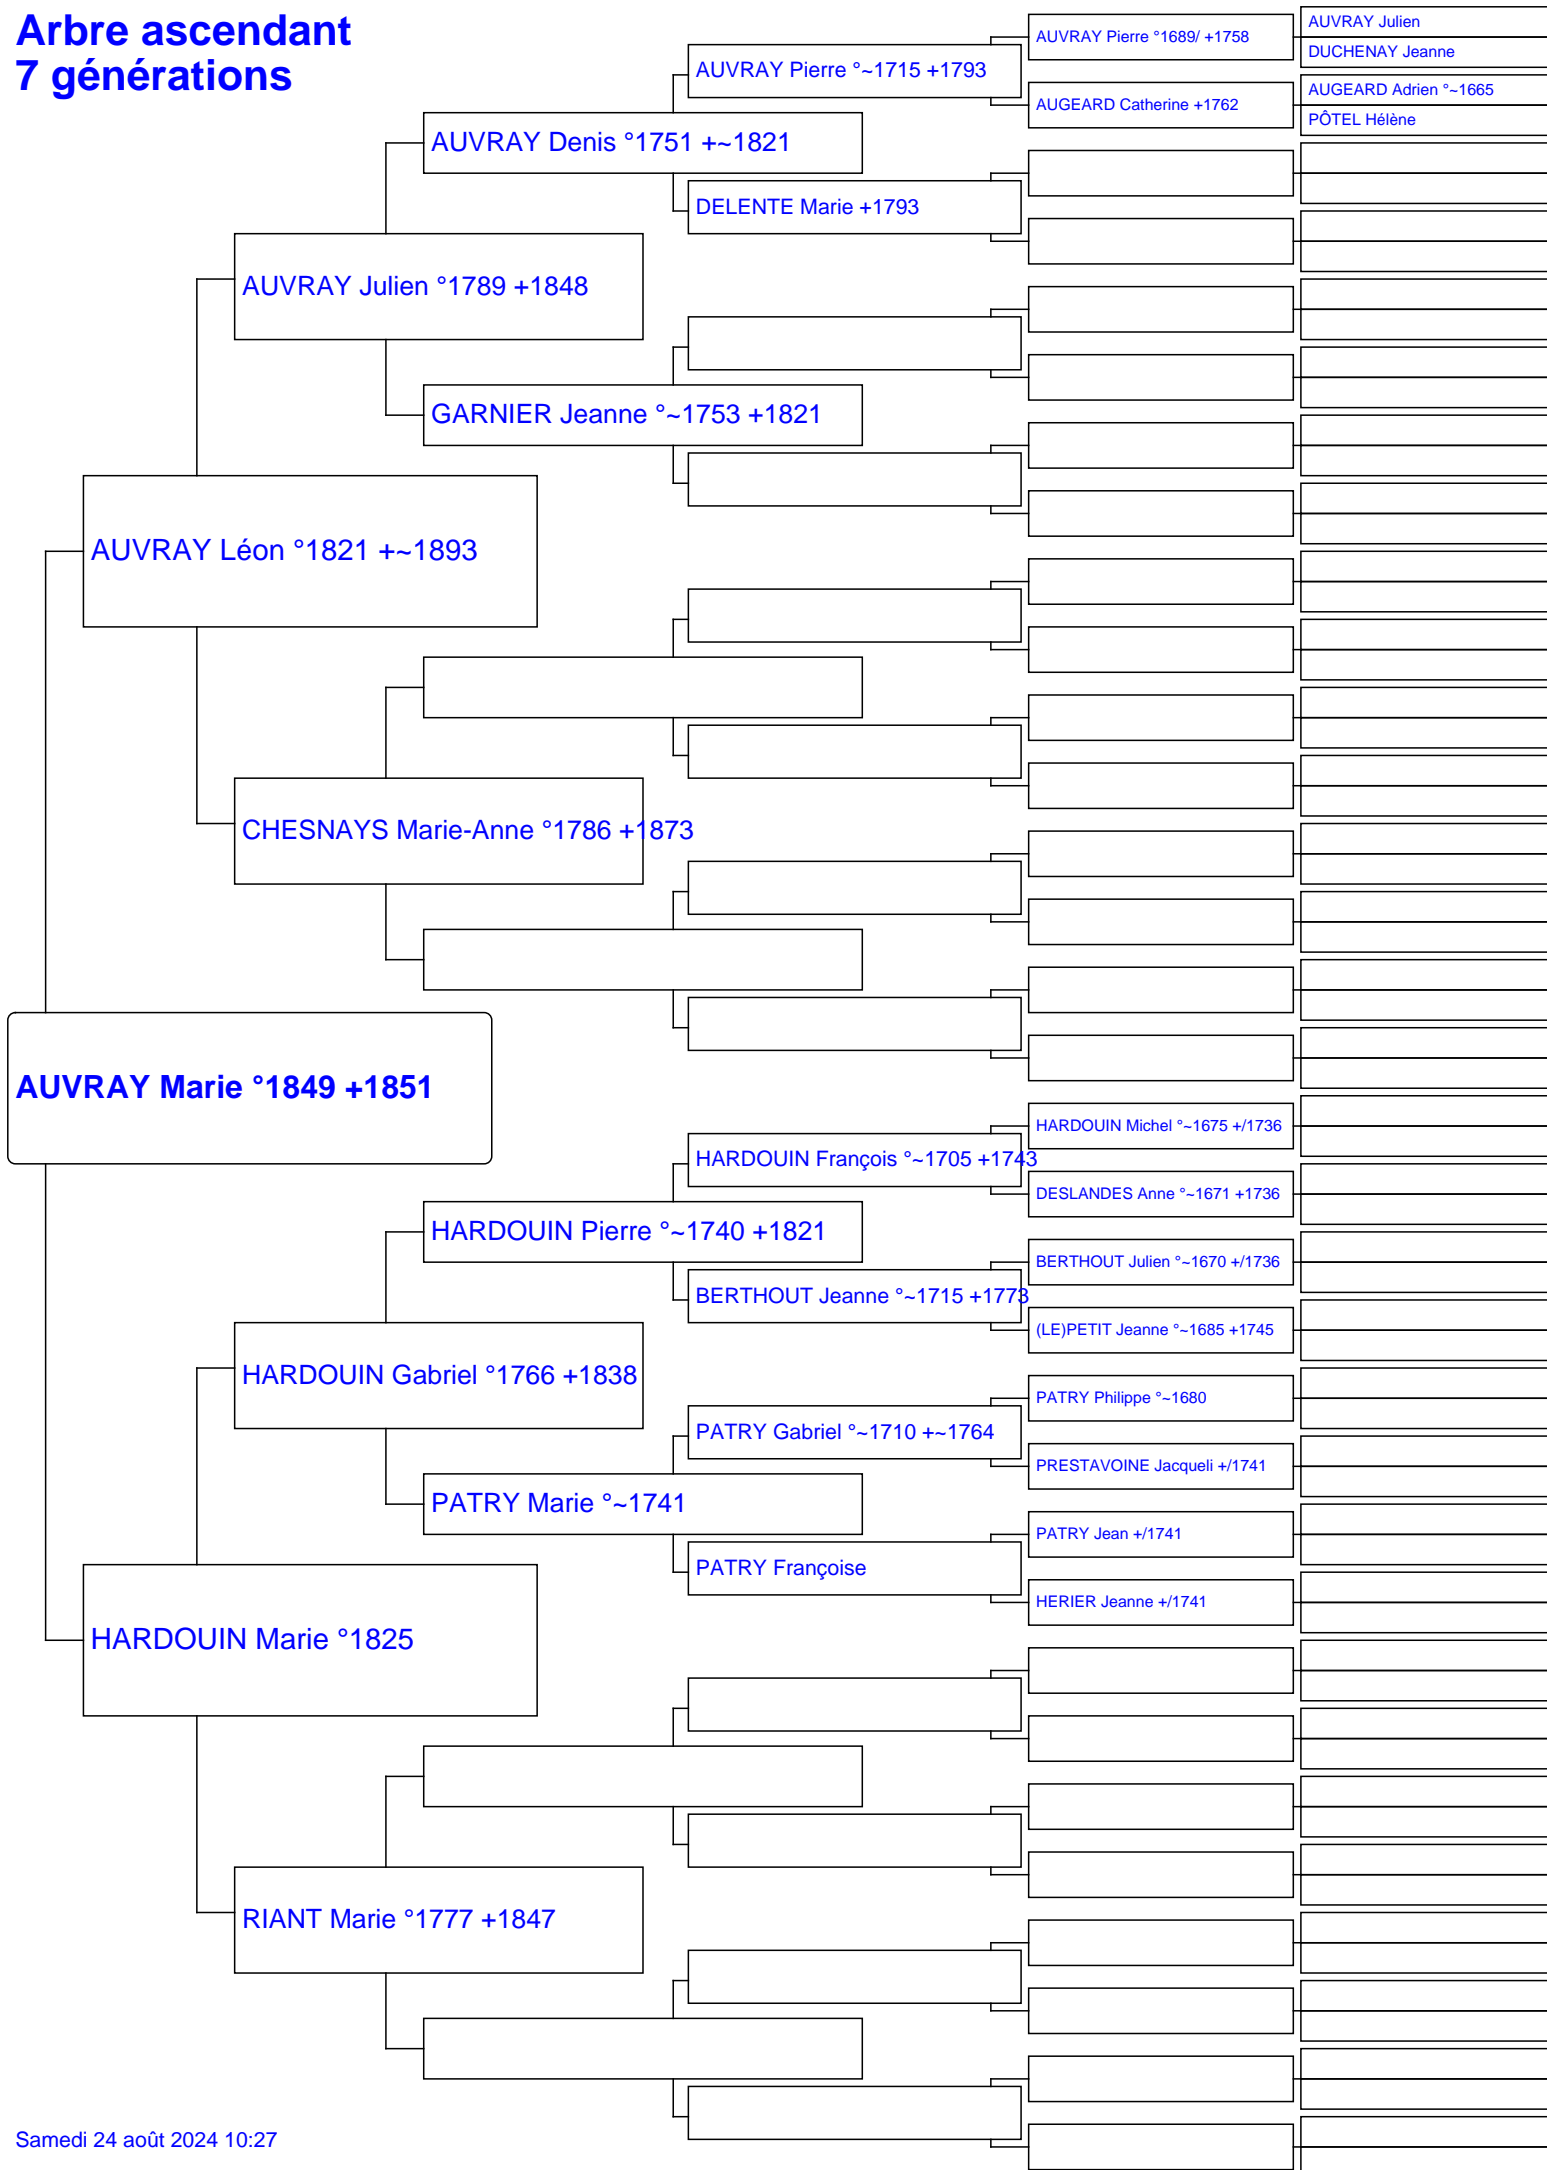 Arbre ascendant
7 générations
AUVRAY Julien
AUVRAY Pierre °1689/ +1758
DUCHENAY Jeanne
AUVRAY Pierre °~1715 +1793
AUGEARD Adrien °~1665
AUGEARD Catherine +1762
PÔTEL Hélène
AUVRAY Denis °1751 +~1821
DELENTE Marie +1793
AUVRAY Julien °1789 +1848
GARNIER Jeanne °~1753 +1821
AUVRAY Léon °1821 +~1893
CHESNAYS Marie-Anne °1786 +1873
AUVRAY Marie °1849 +1851
HARDOUIN Michel °~1675 +/1736
HARDOUIN François °~1705 +1743
DESLANDES Anne °~1671 +1736
HARDOUIN Pierre °~1740 +1821
BERTHOUT Julien °~1670 +/1736
BERTHOUT Jeanne °~1715 +1773
(LE)PETIT Jeanne °~1685 +1745
HARDOUIN Gabriel °1766 +1838
PATRY Philippe °~1680
PATRY Gabriel °~1710 +~1764
PRESTAVOINE Jacqueli +/1741
PATRY Marie °~1741
PATRY Jean +/1741
PATRY Françoise
HERIER Jeanne +/1741
HARDOUIN Marie °1825
RIANT Marie °1777 +1847
Samedi 24 août 2024 10:27